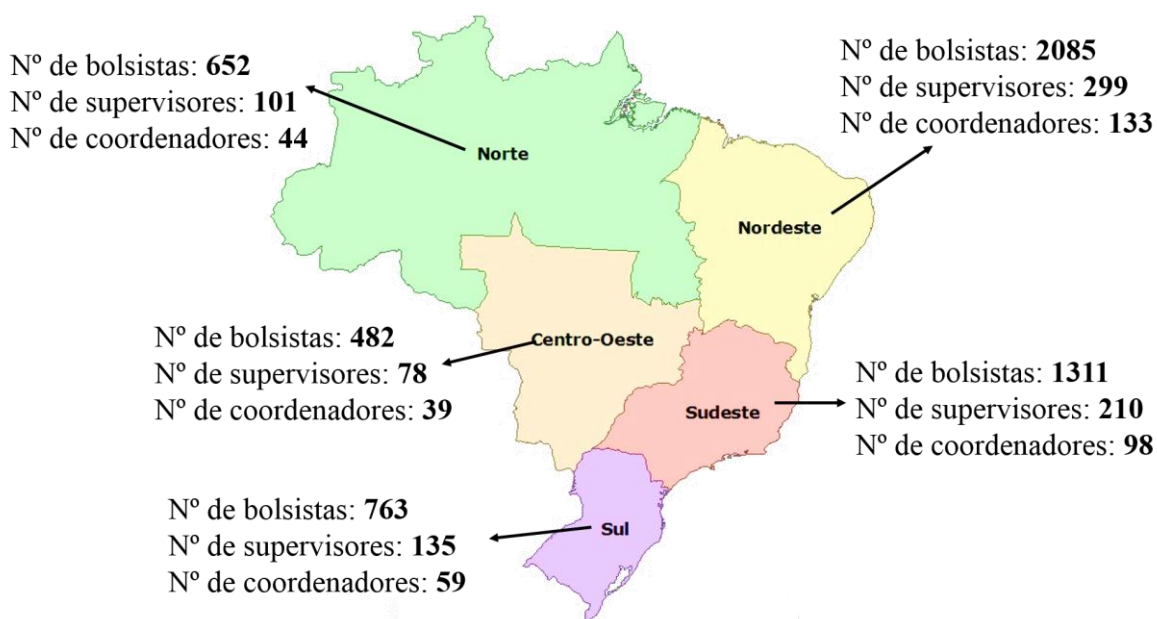 Nº de bolsistas: 652
Nº de supervisores: 101
Nº de coordenadores: 44
Norte
Nº de bolsistas: 2085
Nº de supervisores: 299
Nº de coordenadores: 133
Nordeste
Nº de bolsistas: 482
Nº de supervisores: 78
Nº de coordenadores: 39
Centro-Oeste
Nº de bolsistas: 1311
Nº de supervisores: 210
Nº de coordenadores: 98
Sudeste
Nº de bolsistas: 763
Nº de supervisores: 135
Nº de coordenadores: 59
Sul